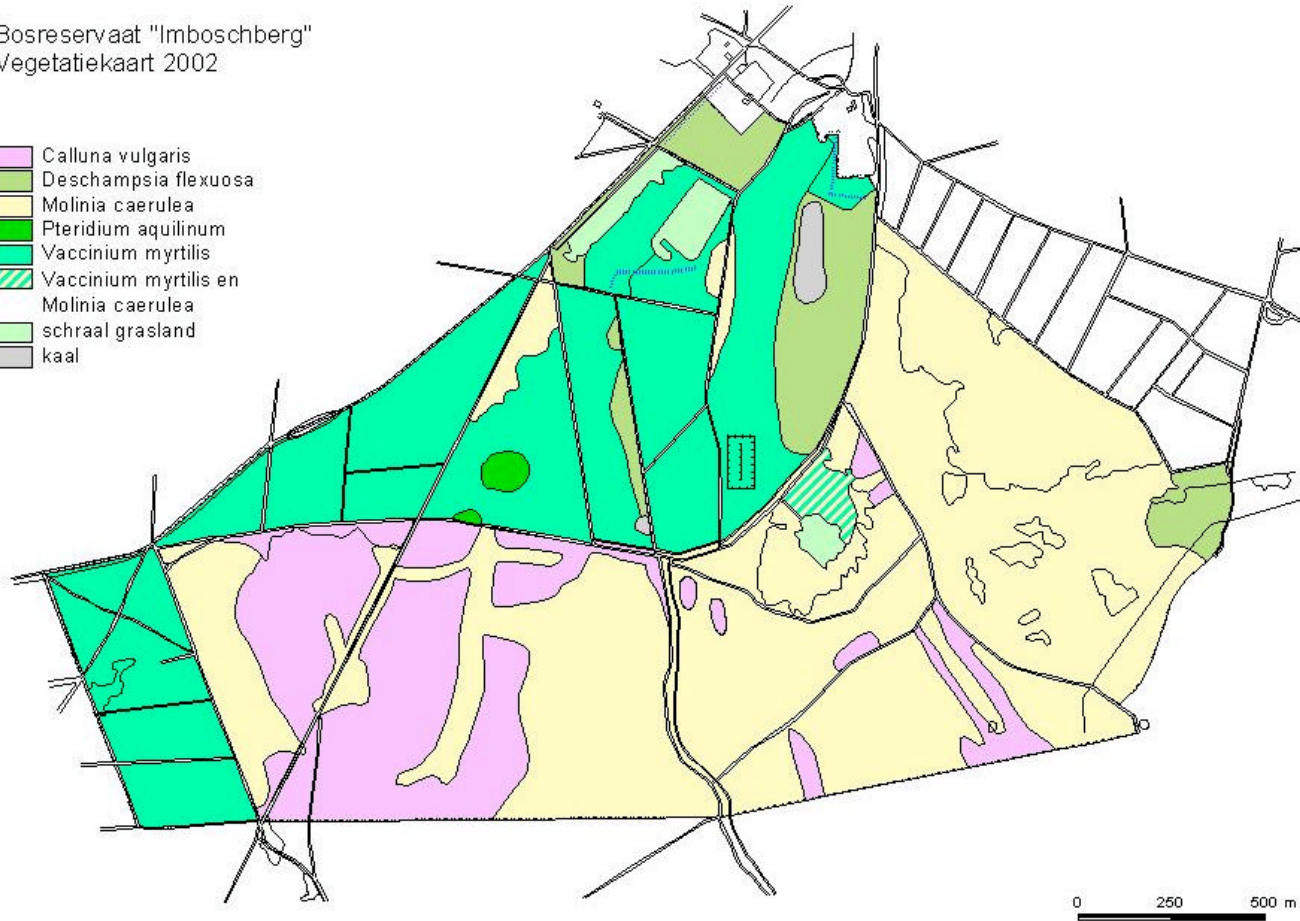 Bosreservaat "Imboschberg"
Vegetatiekaart 2002
Calluna vulgaris
Deschampsia flexuosa
Molinia caerulea
Pteridium aquilinum
Vaccinium myrtilis
Vaccinium myrtilis en
Molinia caerulea
schraal grasland
kaal
0 250 500 m